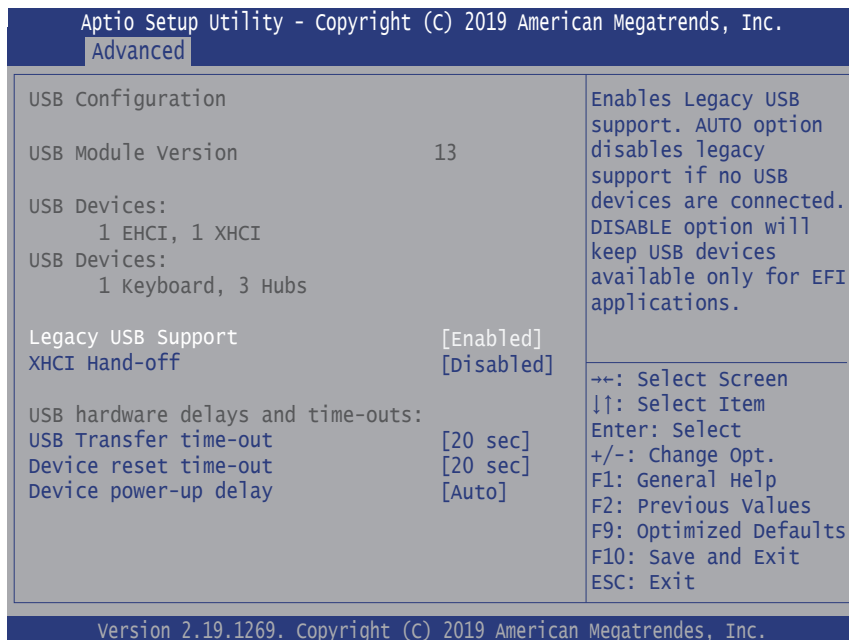 Aptio Setup Utility - Copyright (C) 2019 American Megatrends, Inc.
Advanced
USB Configuration
USB Module Version 13
USB Devices:
1 EHCI, 1 XHCI
USB Devices:
1 Keyboard, 3 Hubs
Legacy USB Support [Enabled]
XHCI Hand-off [Disabled]
USB hardware delays and time-outs:
USB Transfer time-out [20 sec]
Device reset time-out [20 sec]
Device power-up delay [Auto]
Enables Legacy USB
support. AUTO option
disables legacy
support if no USB
devices are connected.
DISABLE option will
keep USB devices
available only for EFI
applications.
→←: Select Screen
↓↑: Select Item
Enter: Select
+/-: Change Opt.
F1: General Help
F2: Previous Values
F9: Optimized Defaults
F10: Save and Exit
ESC: Exit
Version 2.19.1269. Copyright (C) 2019 American Megatrendes, Inc.